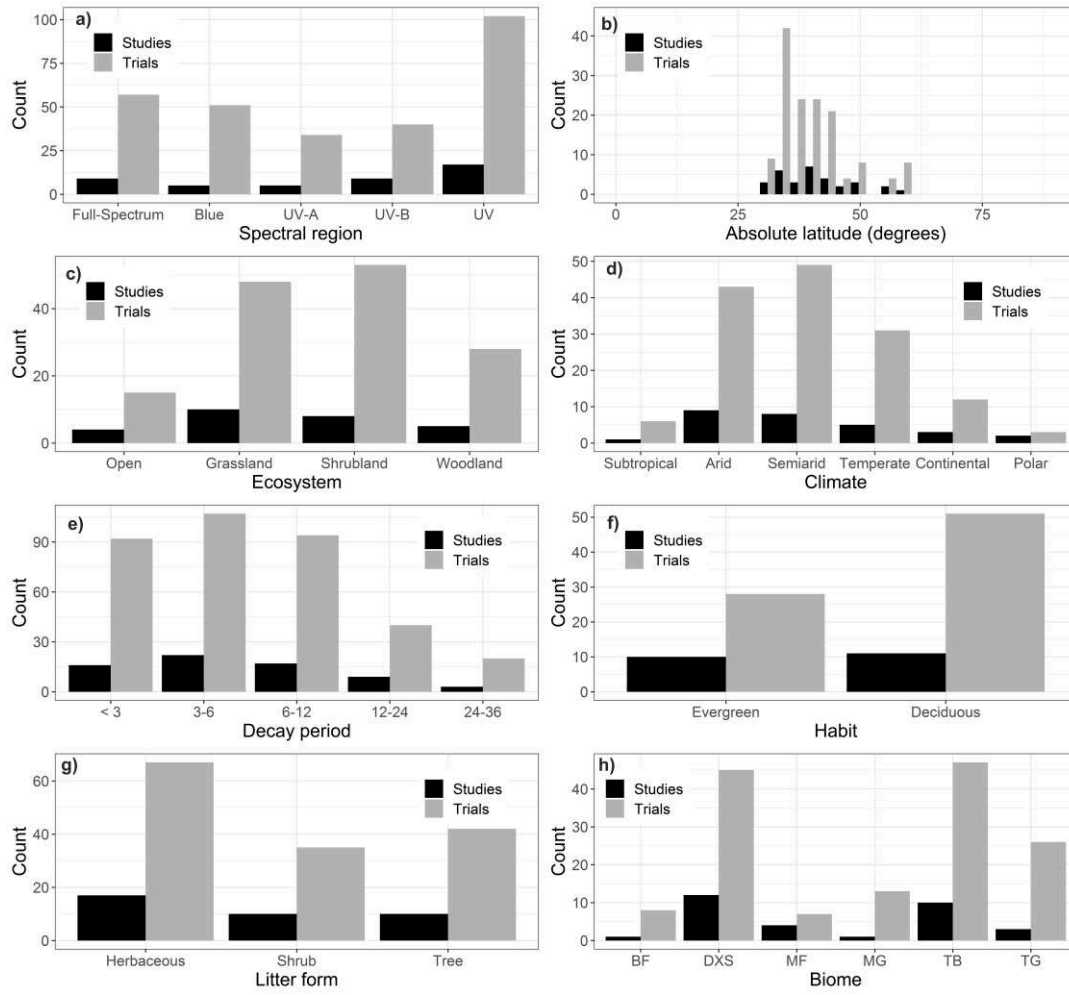 a)
Studies
Trials
100
75
50
25
0
Count
Full-Spectrum Blue UV-A UV-B UV
Spectral region
b)
Studies
Trials
40
30
20
10
0
Count
0 25 50 75
Absolute latitude (degrees)
c)
Studies
Trials
40
20
0
Count
Open Grassland Shrubland Woodland
Ecosystem
d)
Studies
Trials
50
40
30
20
10
0
Count
Subtropical Arid Semiarid Temperate Continental Polar
Climate
e)
Studies
Trials
90
60
30
0
Count
< 3 3-6 6-12 12-24 24-36
Decay period
f)
Studies
Trials
50
40
30
20
10
0
Count
Evergreen Deciduous
Habit
g)
Studies
Trials
60
40
20
0
Count
Herbaceous Shrub Tree
Litter form
h)
Studies
Trials
40
30
20
10
0
Count
BF DXS MF MG TB TG
Biome